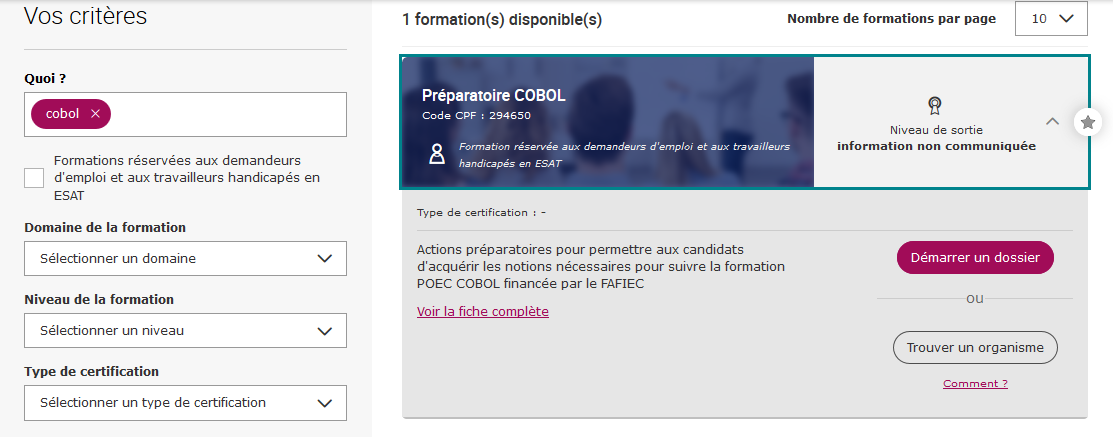 Vos critères
Quoi ?
cobol ×
Formations réservées aux demandeurs
d'emploi et aux travailleurs handicapés en
ESAT
Domaine de la formation
Sélectionner un domaine
Niveau de la formation
Sélectionner un niveau
Type de certification
Sélectionner un type de certification
1 formation(s) disponible(s)
Nombre de formations par page
10
Préparatoire COBOL
Code CPF : 294650
Formation réservée aux demandeurs d'emploi et aux travailleurs
handicapés en ESAT
Niveau de sortie
information non communiquée
Type de certification : -
Actions préparatoires pour permettre aux candidats
d'acquérir les notions nécessaires pour suivre la formation
POEC COBOL financée par le FAFIEC
Voir la fiche complète
Démarrer un dossier
ou
Trouver un organisme
Comment ?